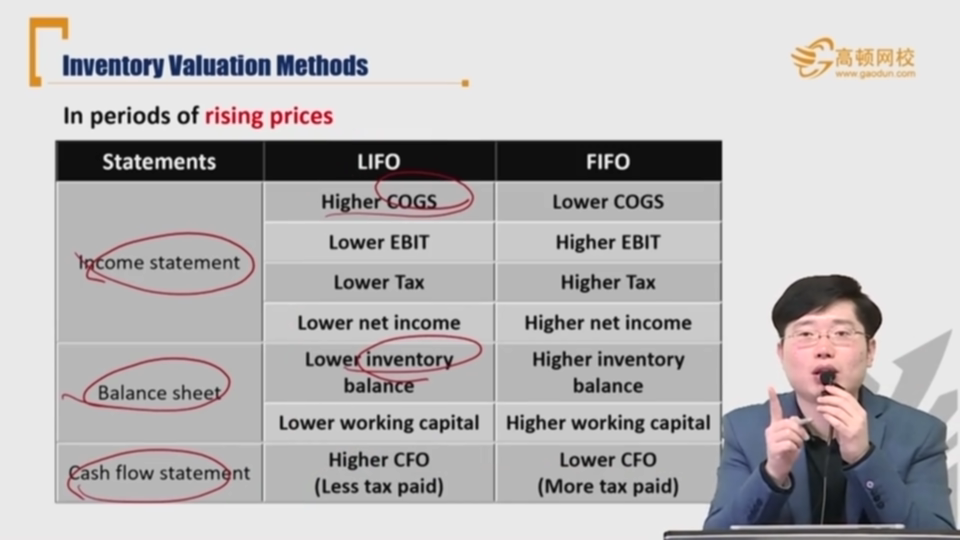 Inventory Valuation Methods
高顿网校
www.gaodun.com
In periods of rising prices
Statements LIFO FIFO
Income statement
Higher COGS Lower COGS
Lower EBIT Higher EBIT
Lower Tax Higher Tax
Lower net income Higher net income
Balance sheet
Lower inventory
balance
Higher inventory
balance
Lower working capital Higher working capital
Cash flow statement
Higher CFO
(Less tax paid)
Lower CFO
(More tax paid)